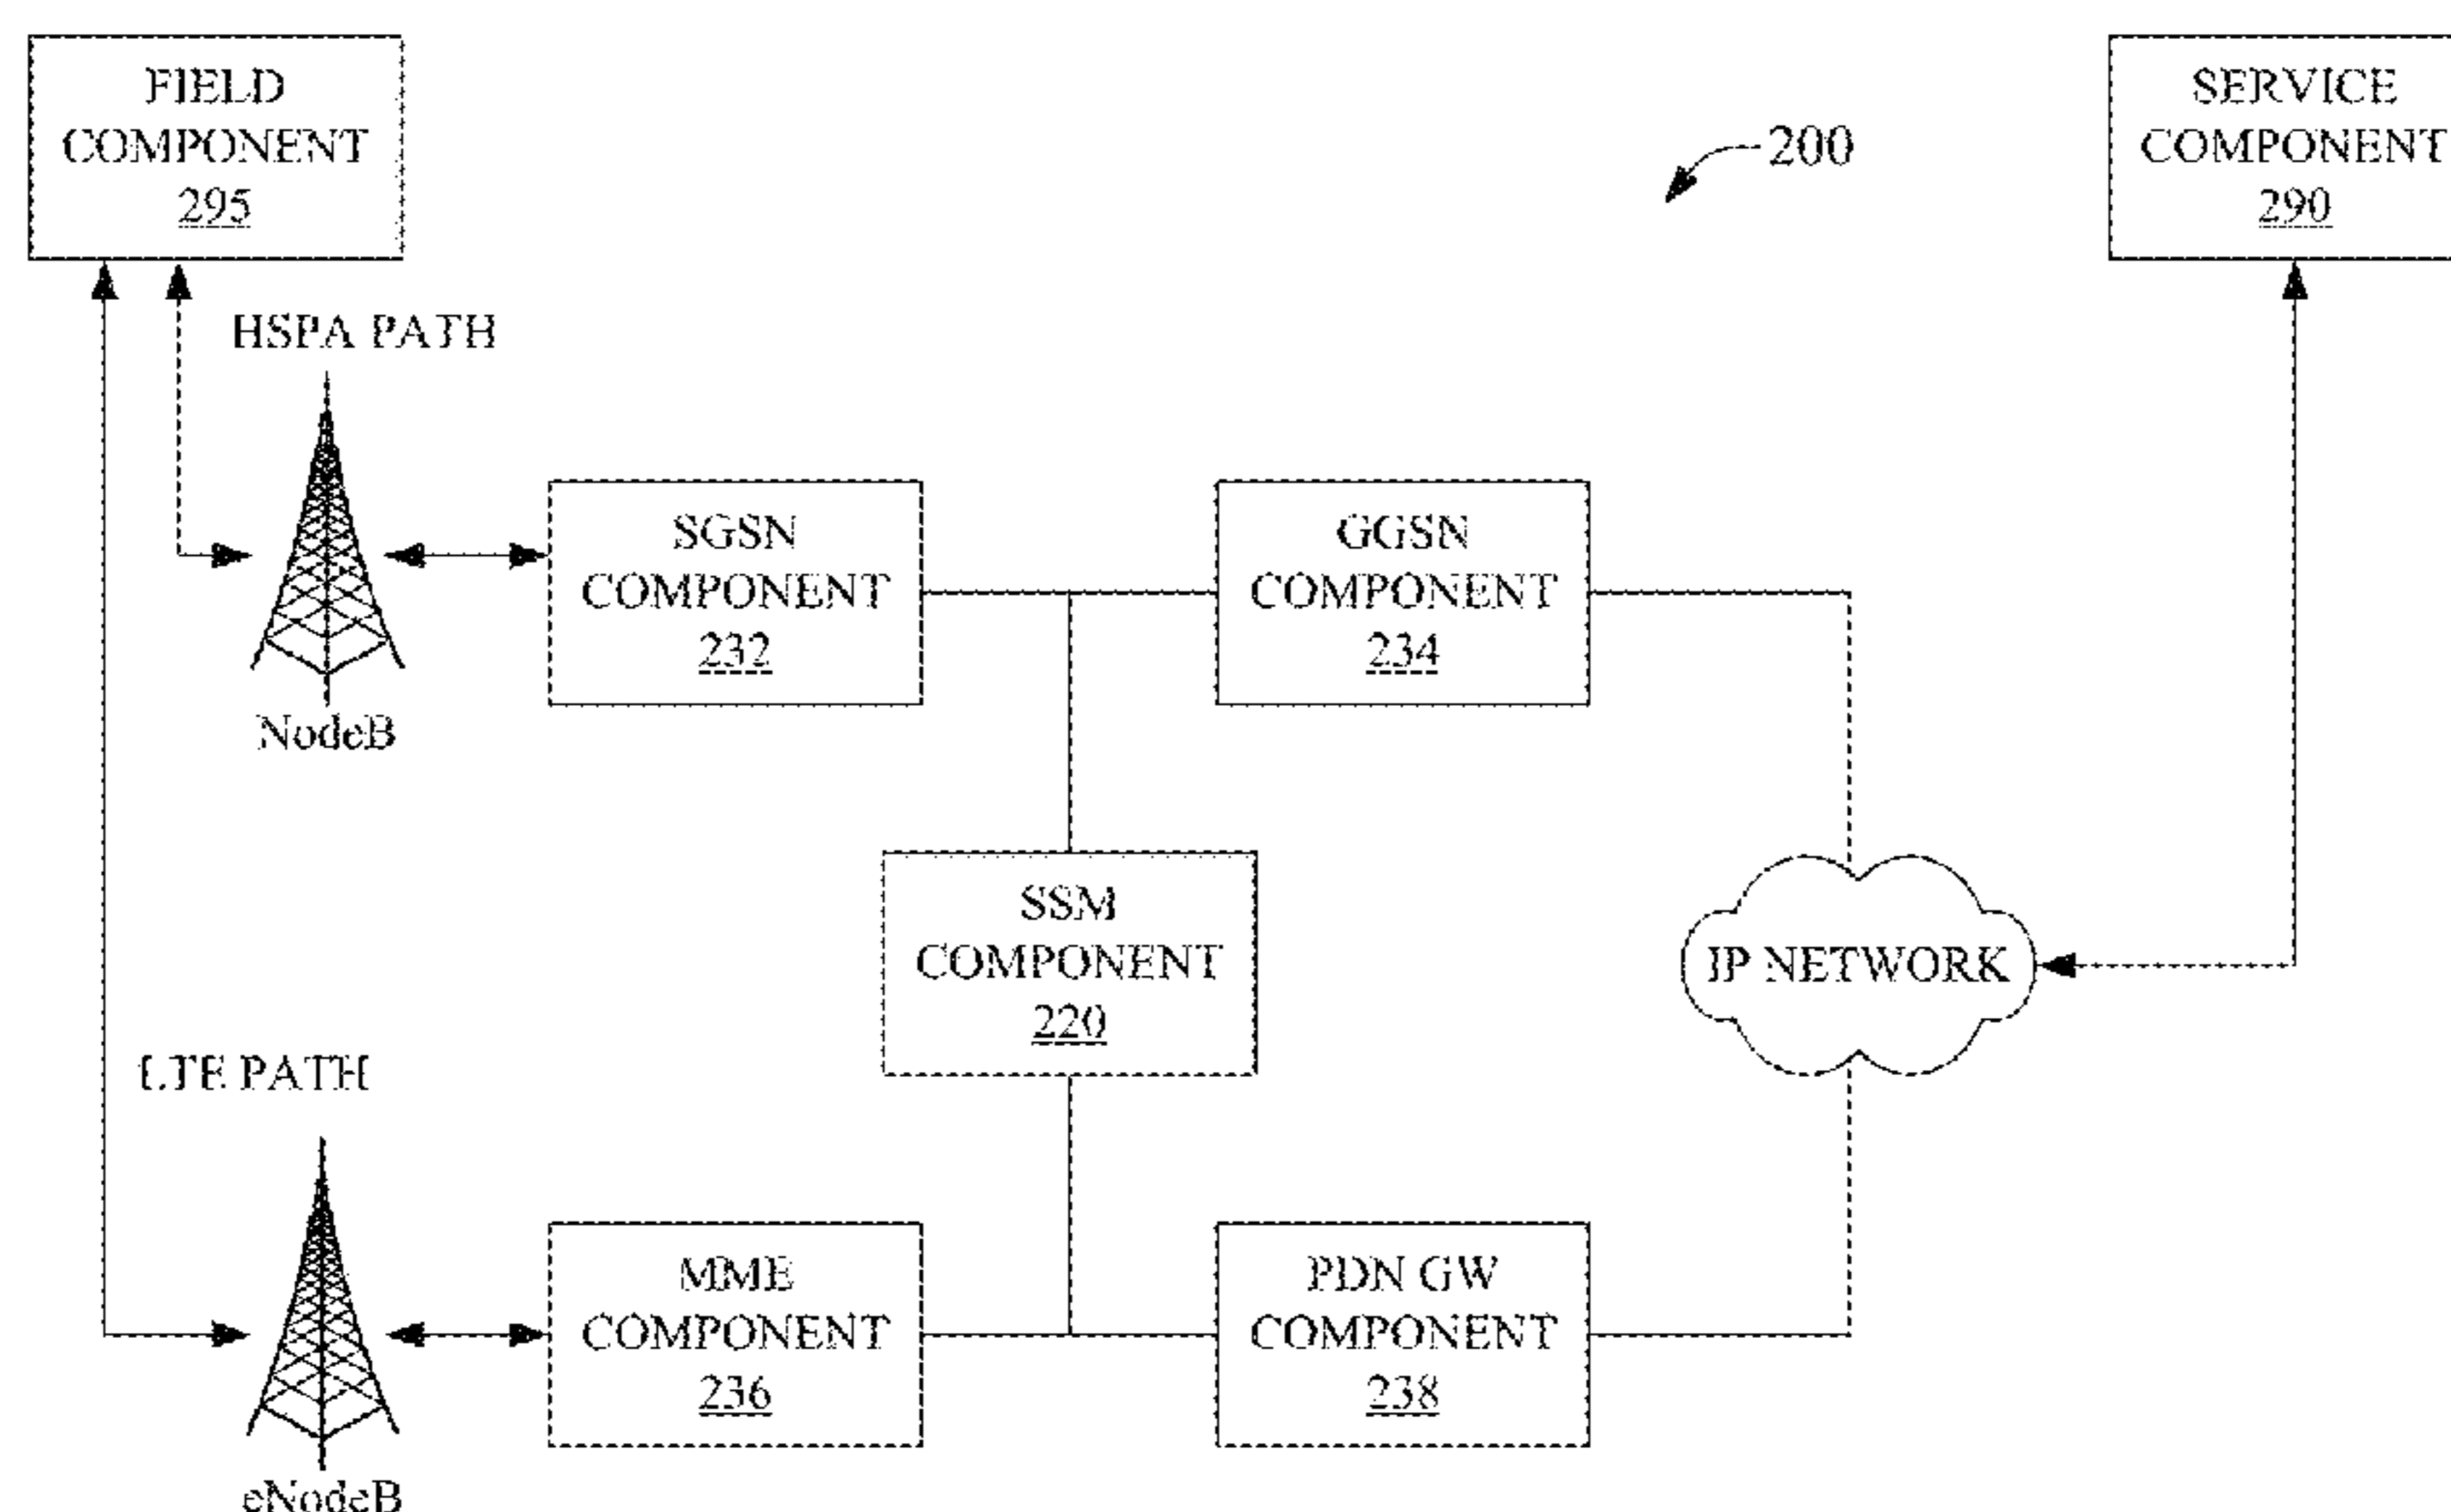 FIELD
COMPONENT
295
200
SERVICE
COMPONENT
290
HSPA PATH
SGSN
COMPONENT
232
GGSN
COMPONENT
234
NodeB
SSM
COMPONENT
220
IP NETWORK
LTE PATH
MME
COMPONENT
236
PDN GW
COMPONENT
238
eNodeB